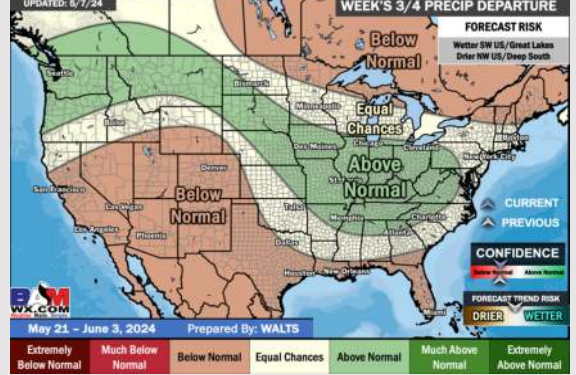 UPDATED: 5/7/24
WEEK'S 3/4 PRECIP DEPARTURE
FORECAST RISK
Wetter SW US/Great Lakes
Drier NW US/Deep South
Below
Normal
Seattle
Bismarck
Minneapolis
Equal
Chances
Boise
Boston
Des Moines
Chicago
Cleveland
New York City
Above
Normal
Denver
San Francisco
Below
Normal
Las Vegas
Tulsa
Memphis
Charlotte
Los Angeles
Phoenix
Atlanta
Dallas
Houston
New Orleans
Miami
CURRENT
PREVIOUS
CONFIDENCE
Below Normal
Above Normal
FORECAST TREND RISK
DRIER
WETTER
BAM
WX.COM
May 21 – June 3, 2024
Prepared By: WALTS
Extremely
Below Normal
Much Below
Normal
Below Normal
Equal Chances
Above Normal
Much Above
Normal
Extremely
Above Normal